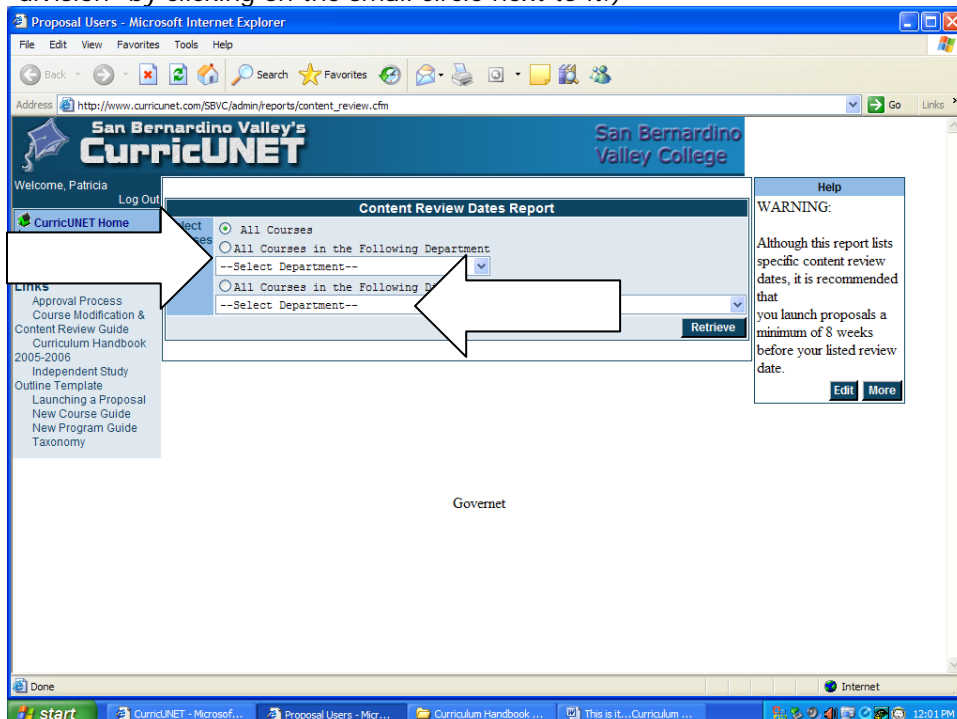 division" by clicking on the small circle next to it.)
Proposal Users - Microsoft Internet Explorer
File Edit View Favorites Tools Help
Back Search Favorites
Address http://www.curricunet.com/SBVC/admin/reports/content_review.cfm Go Links
San Bernardino Valley's
CurricUNET
San Bernardino
Valley College
Welcome, Patricia
Log Out
CurricUNET Home
Links
Approval Process
Course Modification &
Content Review Guide
Curriculum Handbook
2005-2006
Independent Study
Outline Template
Launching a Proposal
New Course Guide
New Program Guide
Taxonomy
Content Review Dates Report
All Courses
All Courses in the Following Department
--Select Department--
All Courses in the Following
--Select Department--
Retrieve
Help
WARNING:
Although this report lists
specific content review
dates, it is recommended
that
you launch proposals a
minimum of 8 weeks
before your listed review
date.
Edit More
Governet
Done Internet
start CurricUNET - Microsof... Proposal Users - Micr... Curriculum Handbook ... This is it...Curriculum ... 12:01 PM